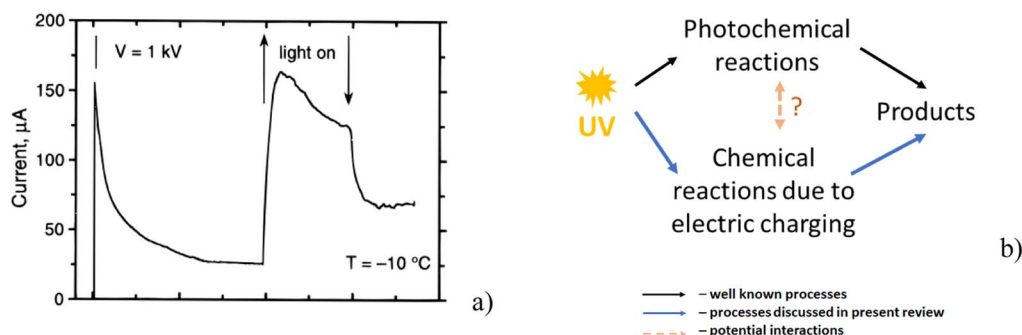 200
150
100
50
0
Current, µA
V = 1 kV
light on
T = −10 °C
a)
UV
Photochemical
reactions
?
Products
Chemical
reactions due to
electric charging
b)
– well known processes
– processes discussed in present review
– potential interactions